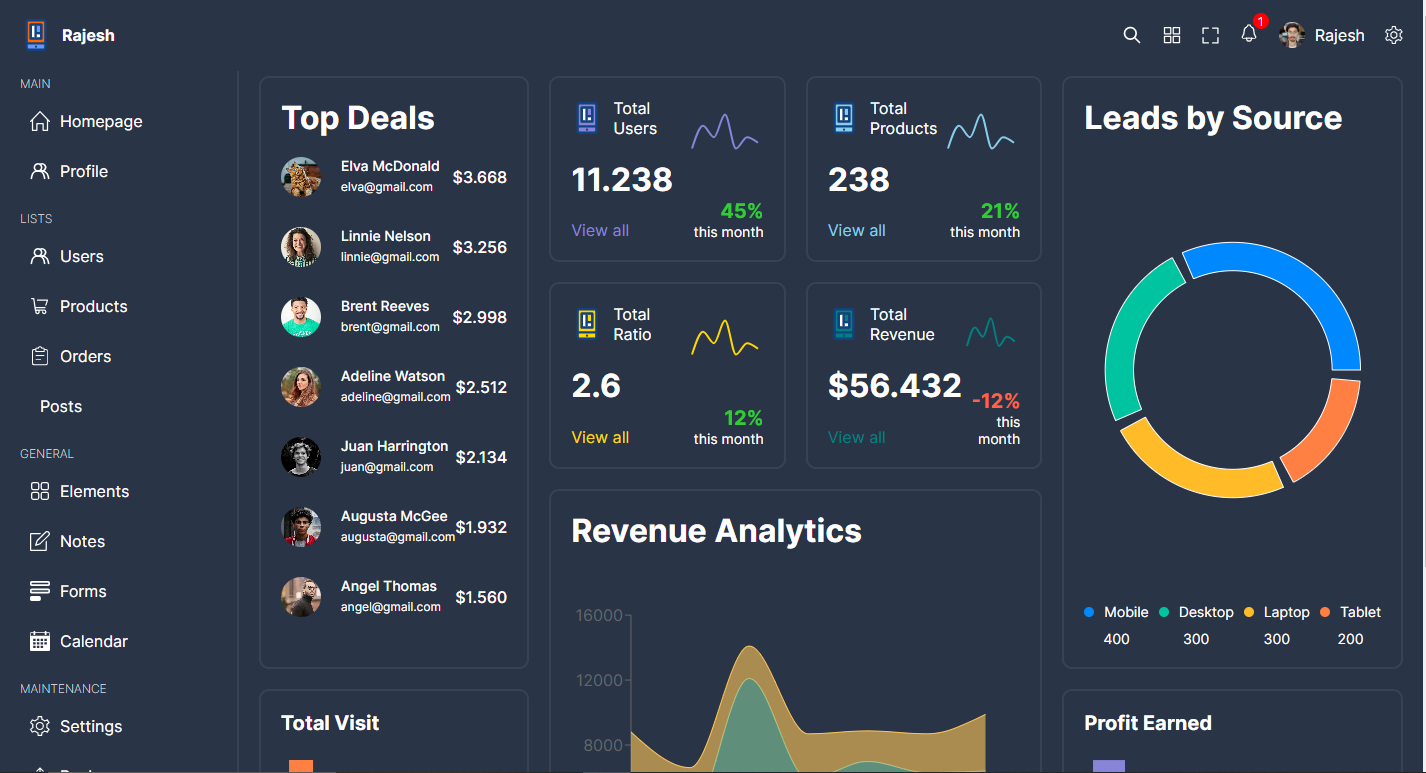 Rajesh
1
Rajesh
MAIN
Homepage
Profile
LISTS
Users
Products
Orders
Posts
GENERAL
Elements
Notes
Forms
Calendar
MAINTENANCE
Settings
Top Deals
Elva McDonald
elva@gmail.com
$3.668
Linnie Nelson
linnie@gmail.com
$3.256
Brent Reeves
brent@gmail.com
$2.998
Adeline Watson
adeline@gmail.com
$2.512
Juan Harrington
juan@gmail.com
$2.134
Augusta McGee
augusta@gmail.com
$1.932
Angel Thomas
angel@gmail.com
$1.560
Total Visit
Total
Users
11.238
View all
45%
this month
Total
Products
238
View all
21%
this month
Total
Ratio
2.6
View all
12%
this month
Total
Revenue
$56.432
View all
-12%
this
month
Revenue Analytics
16000
12000
8000
Leads by Source
Mobile
400
Desktop
300
Laptop
300
Tablet
200
Profit Earned